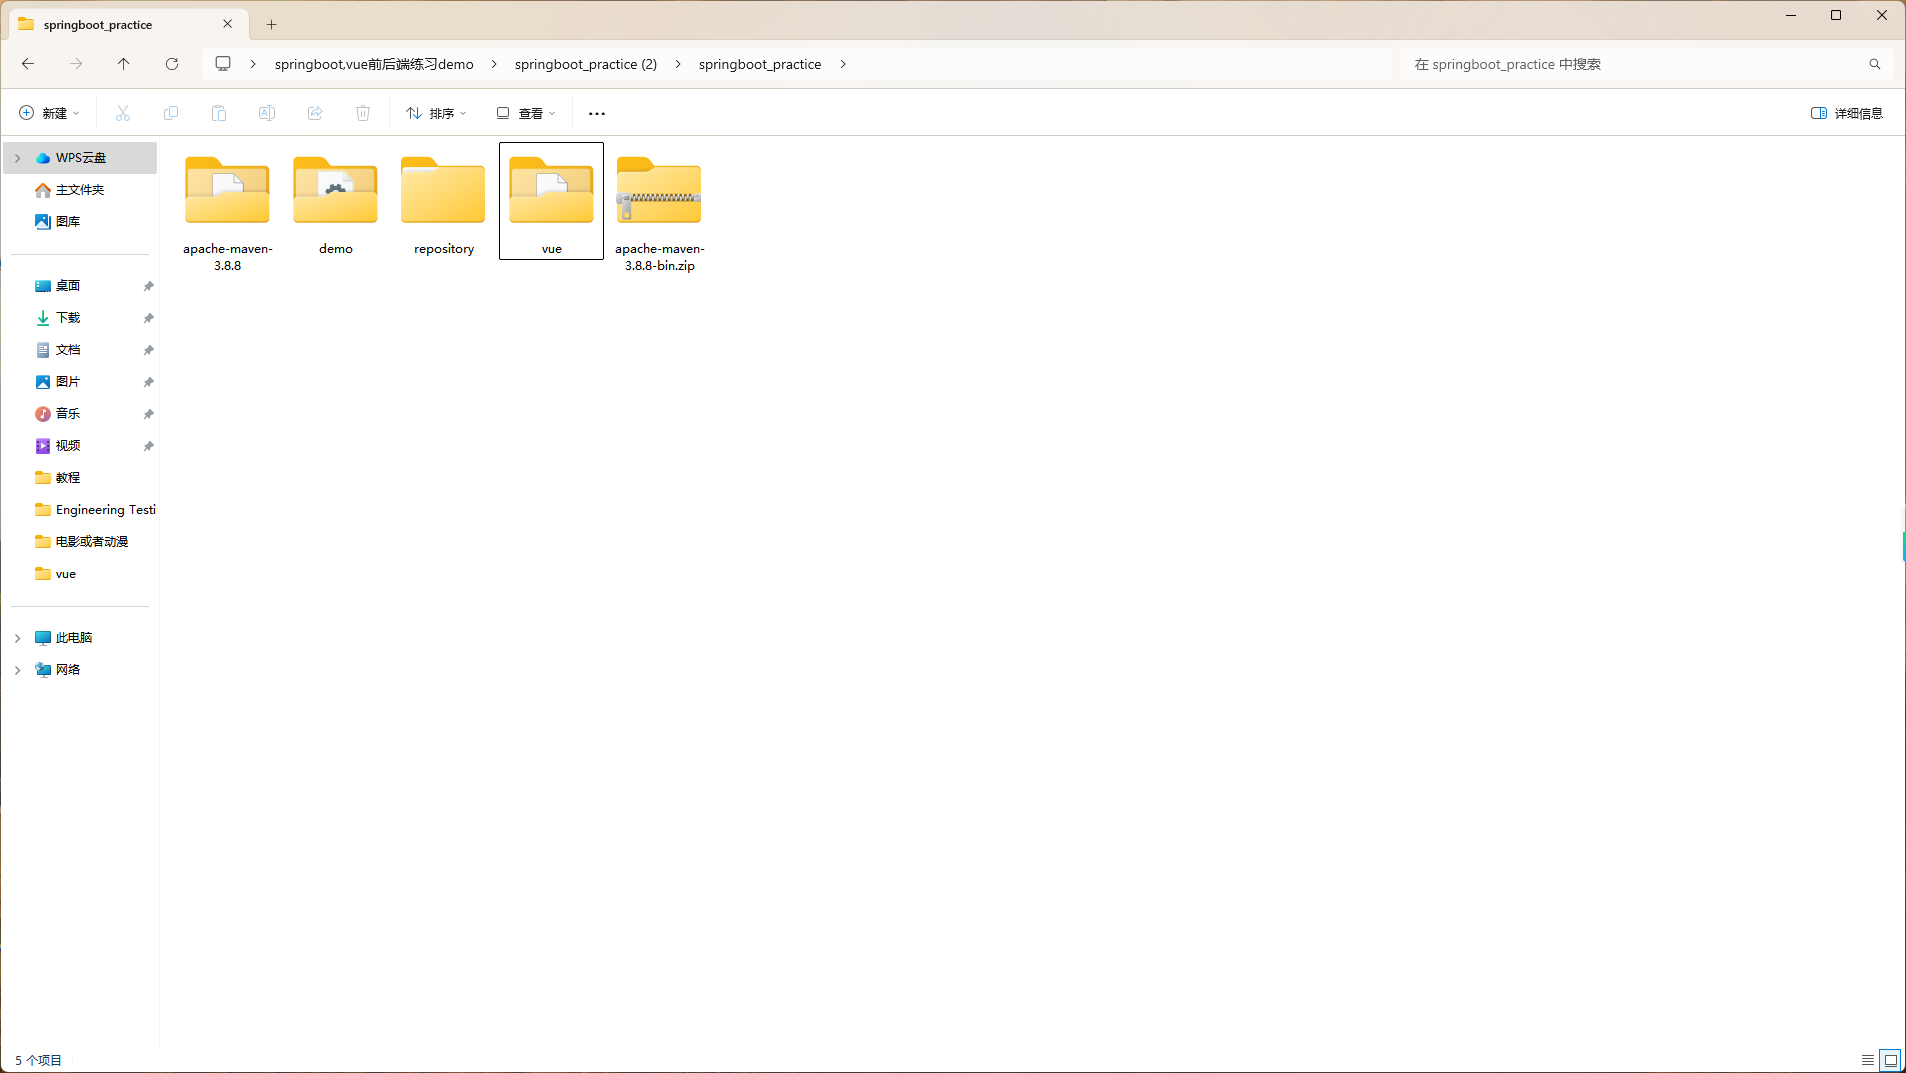 springboot_practice
springboot,vue前后端练习demo
springboot_practice (2)
springboot_practice
在 springboot_practice 中搜索
新建
排序
查看
详细信息
WPS云盘
主文件夹
图库
桌面
下载
文档
图片
音乐
视频
教程
Engineering Testi
电影或者动漫
vue
此电脑
网络
apache-maven-
3.8.8
demo
repository
vue
apache-maven-
3.8.8-bin.zip
5 个项目